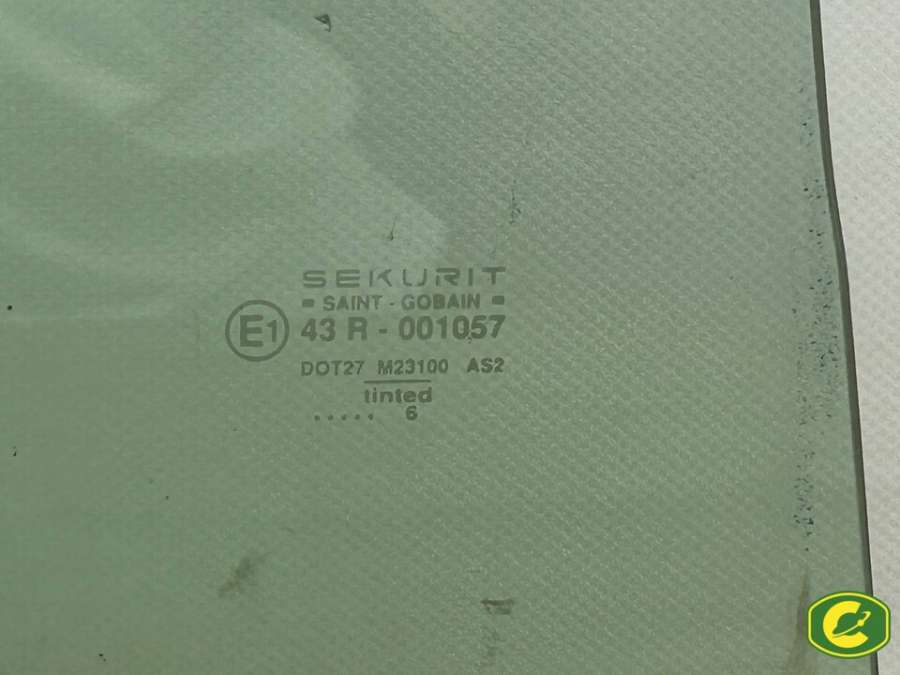 SEKURIT
SAINT - GOBAIN
E1 43 R - 001057
DOT27 M23100 AS2
tinted
..... 6